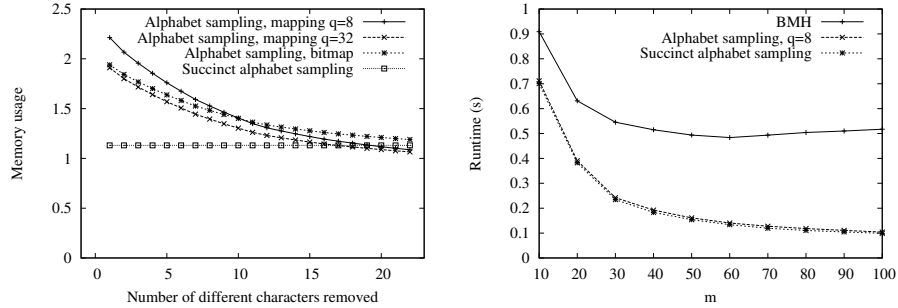 Alphabet sampling, mapping q=8
Alphabet sampling, mapping q=32
Alphabet sampling, bitmap
Succinct alphabet sampling
2.5
2
1.5
1
0.5
0
Memory usage
0
5
10
15
20
Number of different characters removed
BMH
Alphabet sampling, q=8
Succinct alphabet sampling
1
0.9
0.8
0.7
0.6
0.5
0.4
0.3
0.2
0.1
0
Runtime (s)
10
20
30
40
50
60
70
80
90
100
m